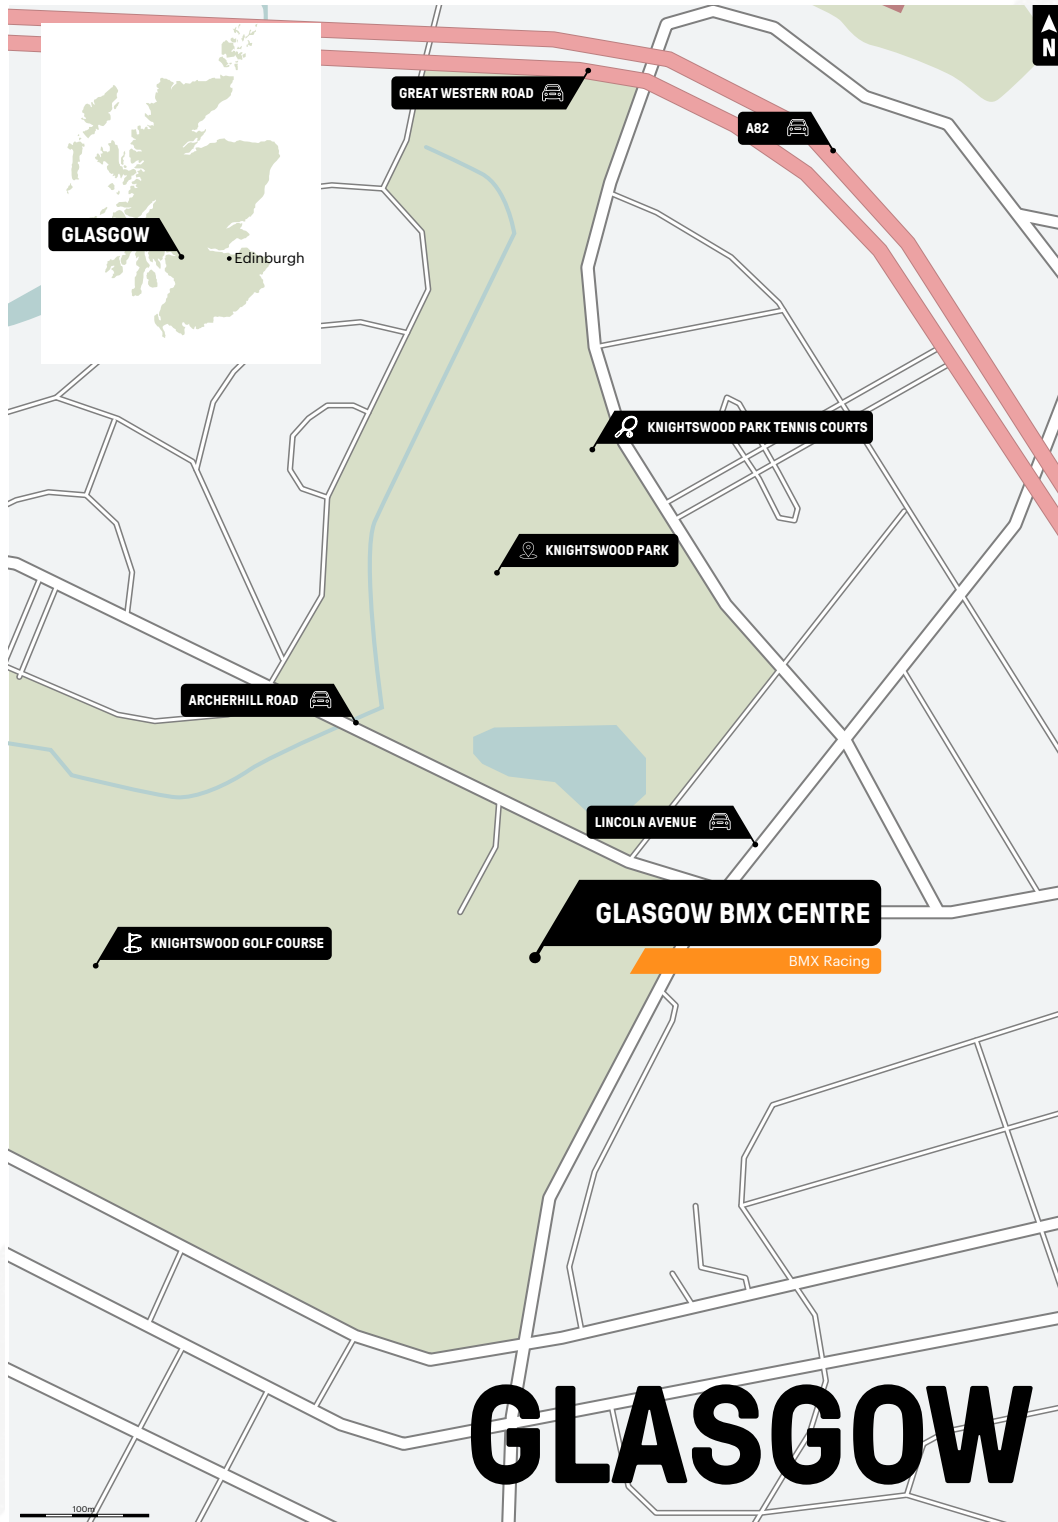 N
GREAT WESTERN ROAD
A82
GLASGOW
Edinburgh
KNIGHTSWOOD PARK TENNIS COURTS
KNIGHTSWOOD PARK
ARCHERHILL ROAD
LINCOLN AVENUE
GLASGOW BMX CENTRE
KNIGHTSWOOD GOLF COURSE
BMX Racing
GLASGOW
100m